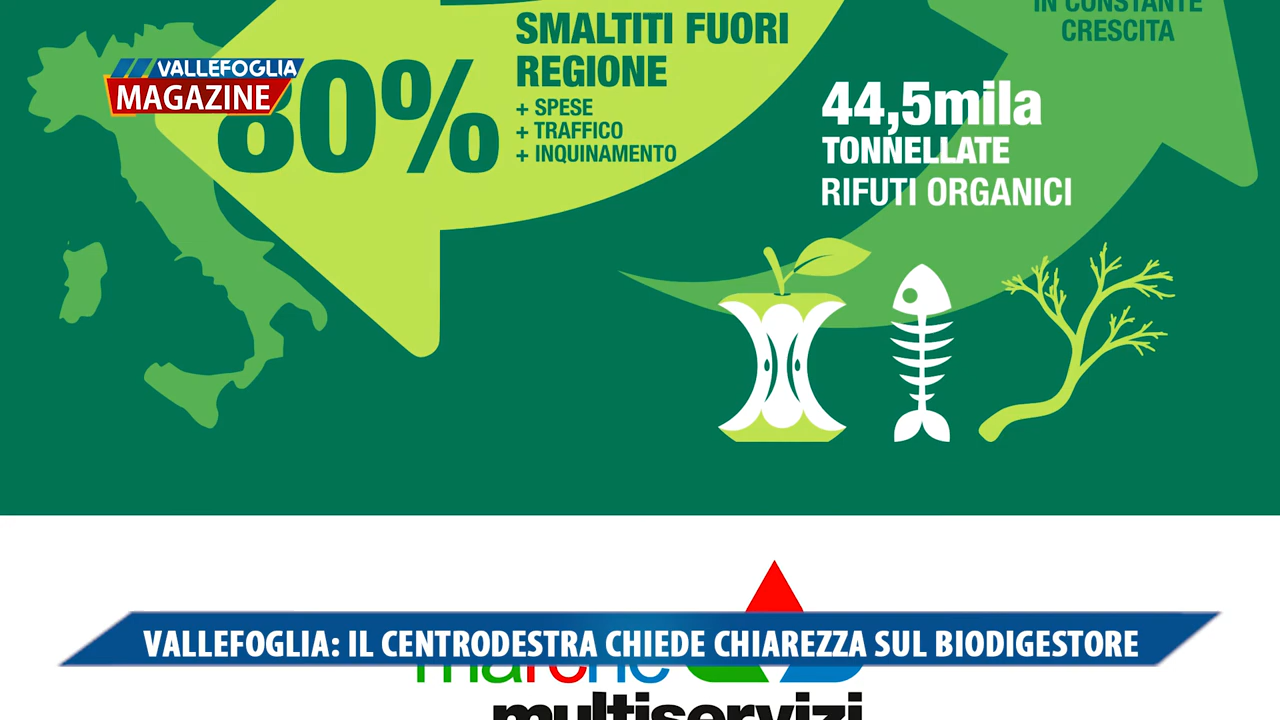 IN CONSTANTE
CRESCITA
SMALTITI FUORI
REGIONE
80%
+ SPESE
+ TRAFFICO
+ INQUINAMENTO
VALLEFOGLIA
MAGAZINE
44,5mila
TONNELLATE
RIFIUTI ORGANICI
VALLEFOGLIA: IL CENTRODESTRA CHIEDE CHIAREZZA SUL BIODIGESTORE
marche
multiservizi